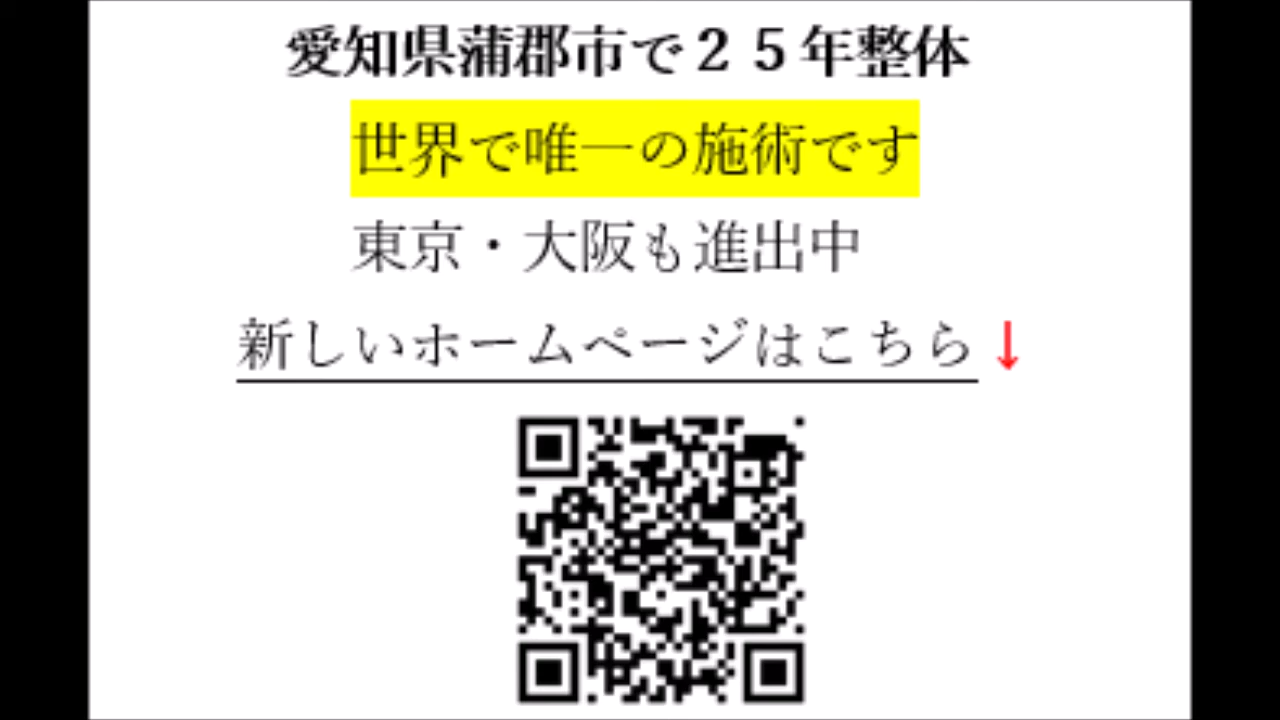 愛知県蒲郡市で２５年整体
世界で唯一の施術です
東京・大阪も進出中
新しいホームページはこちら↓